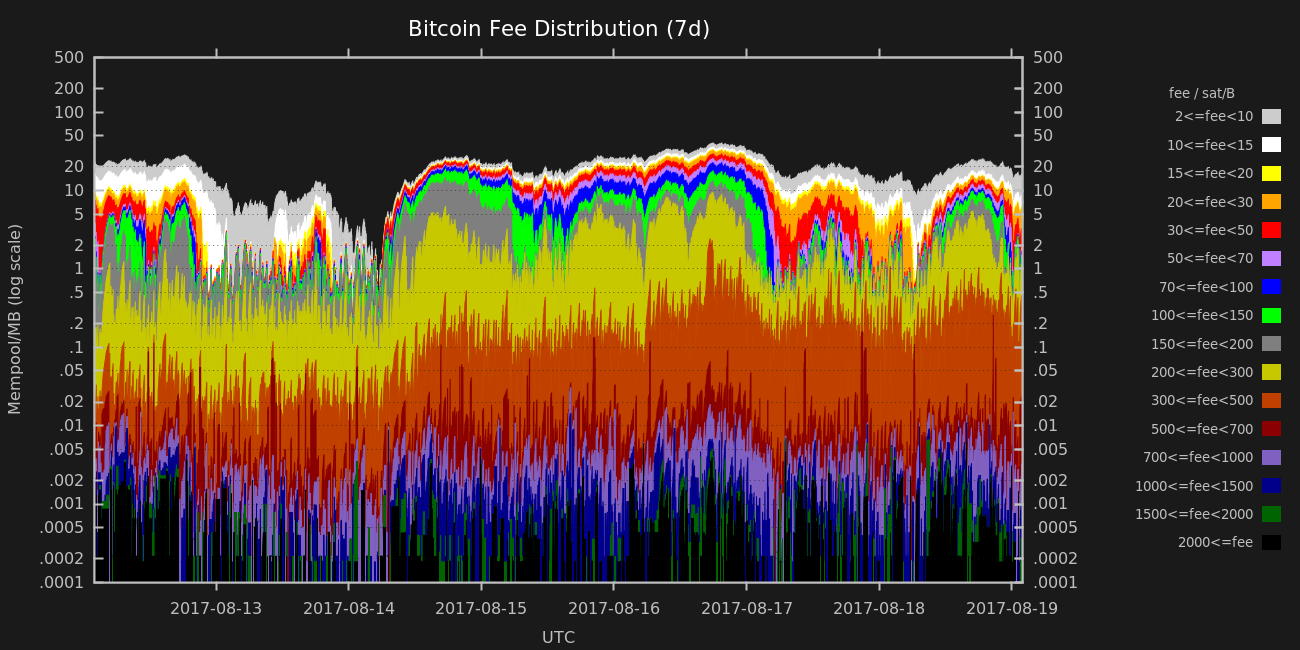 Bitcoin Fee Distribution (7d)
500 500
200 200
100 100
50 50
20 20
10 10
5 5
2 2
1 1
.5 .5
.2 .2
.1 .1
.05 .05
.02 .02
.01 .01
.005 .005
.002 .002
.001 .001
.0005 .0005
.0002 .0002
.0001 .0001
Mempool/MB (log scale)
2017-08-13 2017-08-14 2017-08-15 2017-08-16 2017-08-17 2017-08-18 2017-08-19
UTC
fee / sat/B
2<=fee<10
10<=fee<15
15<=fee<20
20<=fee<30
30<=fee<50
50<=fee<70
70<=fee<100
100<=fee<150
150<=fee<200
200<=fee<300
300<=fee<500
500<=fee<700
700<=fee<1000
1000<=fee<1500
1500<=fee<2000
2000<=fee